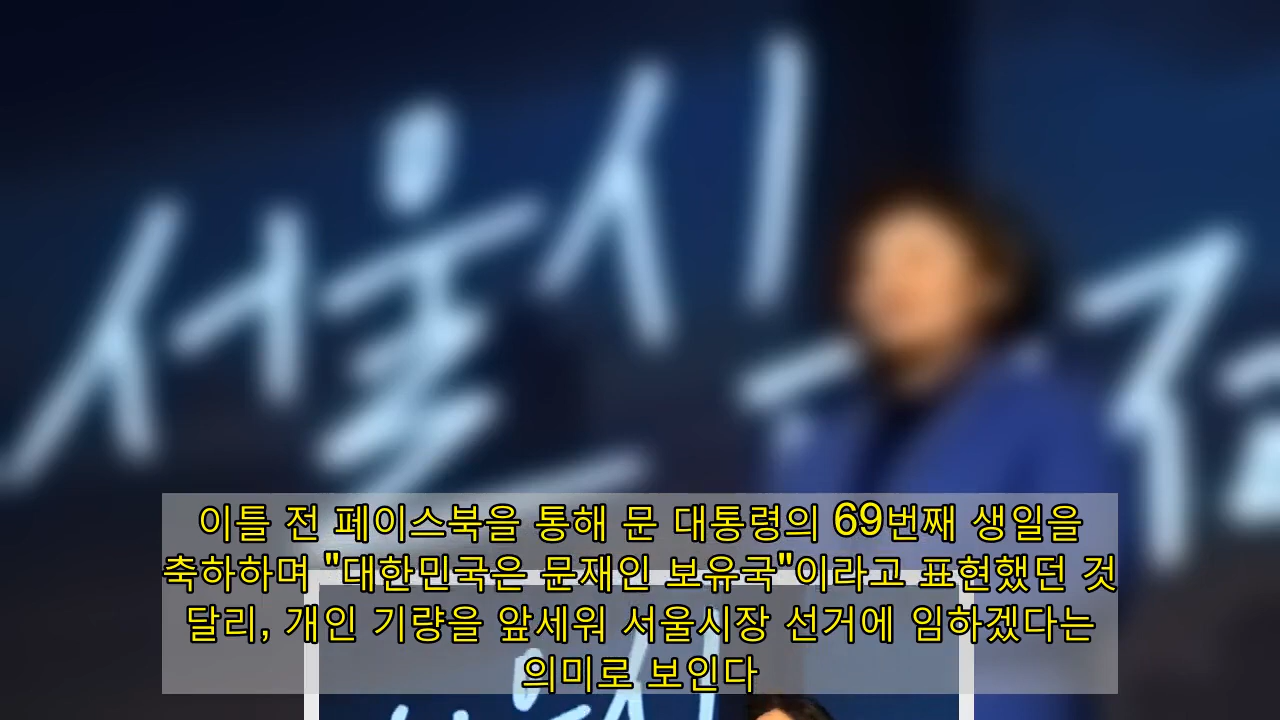 서울시
이틀 전 페이스북을 통해 문 대통령의 69번째 생일을
축하하며 "대한민국은 문재인 보유국"이라고 표현했던 것
달리, 개인 기량을 앞세워 서울시장 선거에 임하겠다는
의미로 보인다